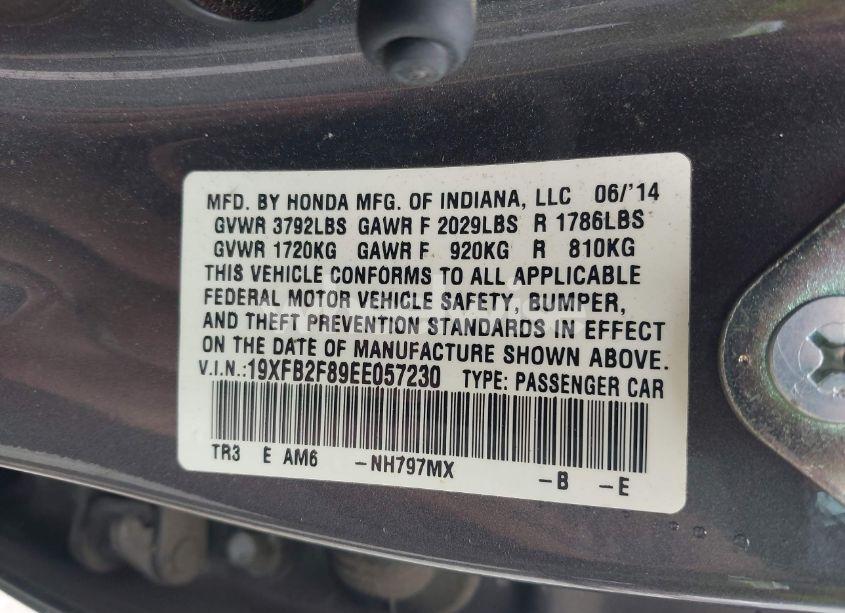 MFD. BY HONDA MFG. OF INDIANA, LLC 06/'14
GVWR 3792LBS GAWR F 2029LBS R 1786LBS
GVWR 1720KG GAWR F 920KG R 810KG
THIS VEHICLE CONFORMS TO ALL APPLICABLE
FEDERAL MOTOR VEHICLE SAFETY, BUMPER,
AND THEFT PREVENTION STANDARDS IN EFFECT
ON THE DATE OF MANUFACTURE SHOWN ABOVE.
V.I.N.:19XFB2F89EE057230 TYPE: PASSENGER CAR
TR3 E AM6 -NH797MX -B -E